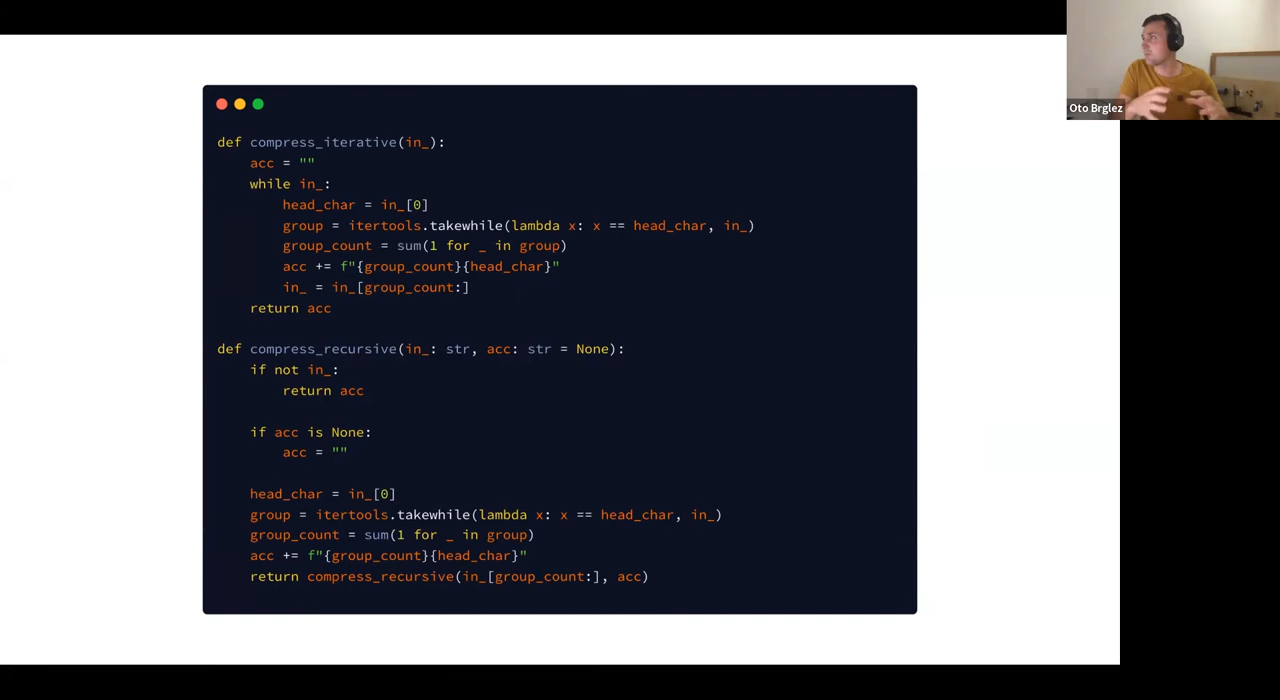 def compress_iterative(in_):
    acc = ""
    while in_:
        head_char = in_[0]
        group = itertools.takewhile(lambda x: x == head_char, in_)
        group_count = sum(1 for _ in group)
        acc += f"{group_count}{head_char}"
        in_ = in_[group_count:]
    return acc
def compress_recursive(in_: str, acc: str = None):
    if not in_:
        return acc
    if acc is None:
        acc = ""
    head_char = in_[0]
    group = itertools.takewhile(lambda x: x == head_char, in_)
    group_count = sum(1 for _ in group)
    acc += f"{group_count}{head_char}"
    return compress_recursive(in_[group_count:], acc)
Oto Brglez